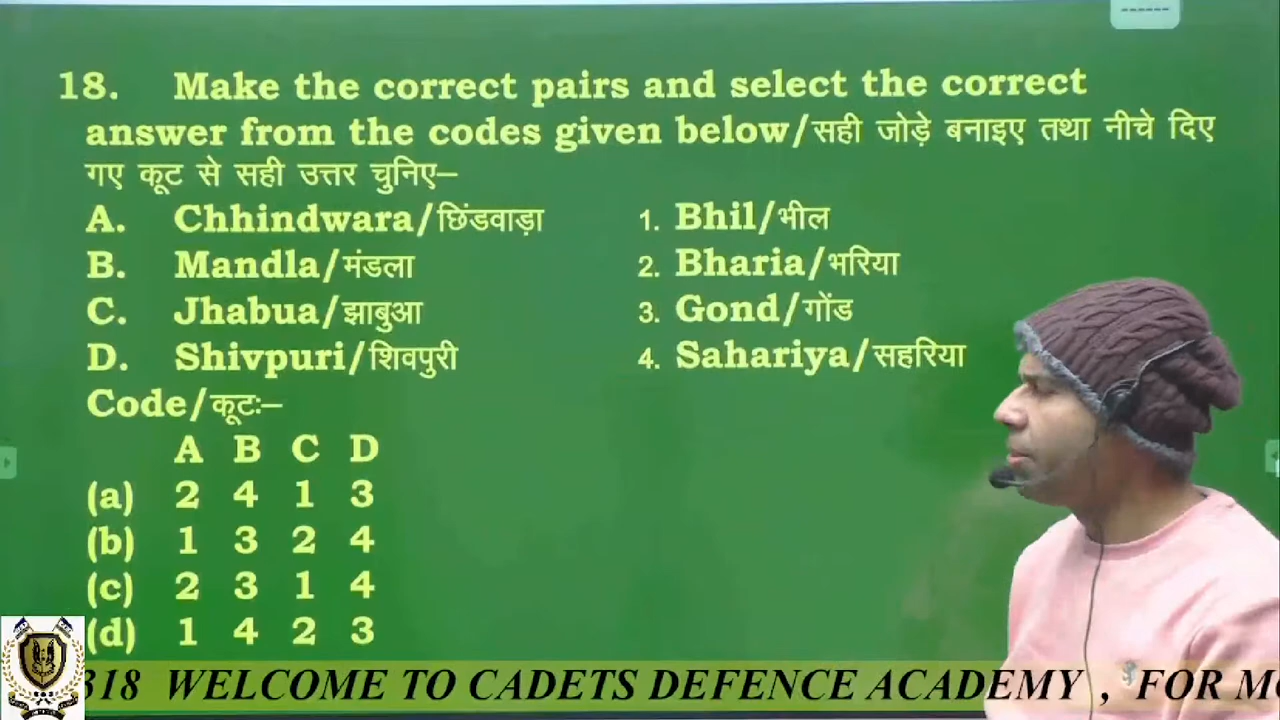 ------
18. Make the correct pairs and select the correct
answer from the codes given below/सही जोड़े बनाइए तथा नीचे दिए
गए कूट से सही उत्तर चुनिए–
A. Chhindwara/छिंडवाड़ा 1. Bhil/भील
B. Mandla/मंडला 2. Bharia/भरिया
C. Jhabua/झाबुआ 3. Gond/गोंड
D. Shivpuri/शिवपुरी 4. Sahariya/सहरिया
Code/कूटः–
A B C D
(a) 2 4 1 3
(b) 1 3 2 4
(c) 2 3 1 4
(d) 1 4 2 3
318 WELCOME TO CADETS DEFENCE ACADEMY , FOR